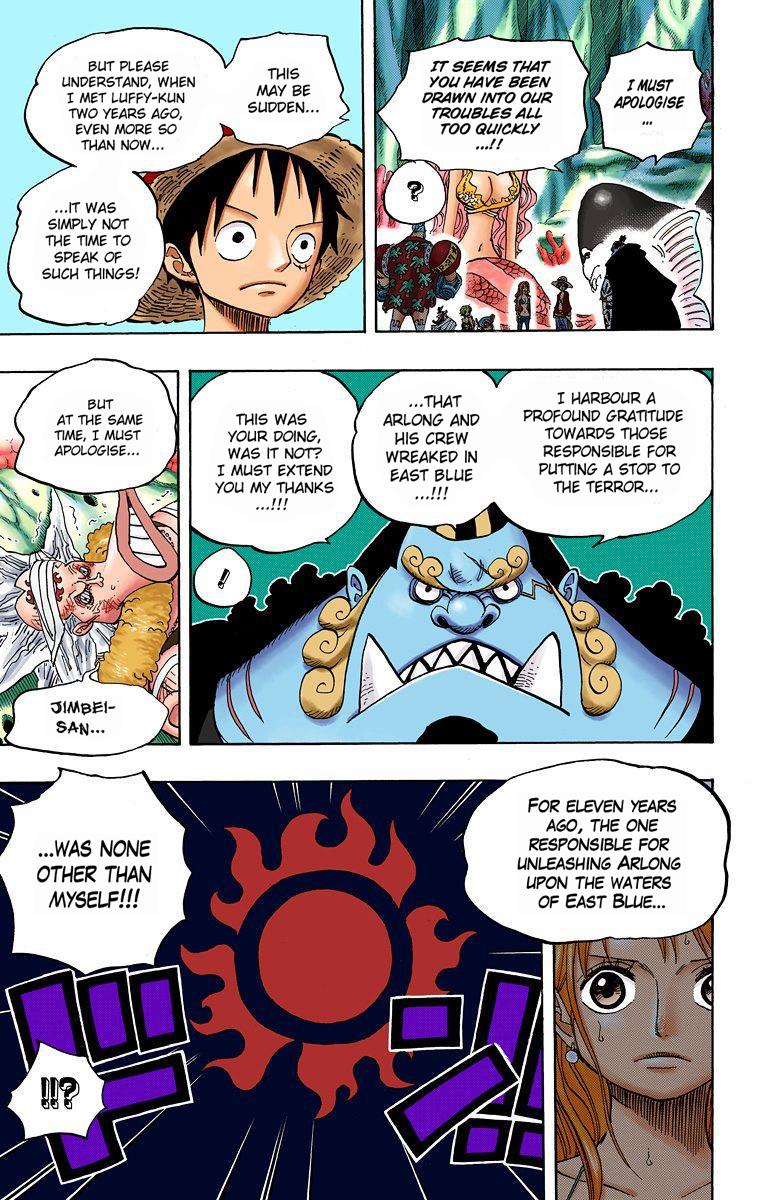 I MUST
APOLOGISE
...
IT SEEMS THAT
YOU HAVE BEEN
DRAWN INTO OUR
TROUBLES ALL
TOO QUICKLY
...!!
?
THIS
MAY BE
SUDDEN...
BUT PLEASE
UNDERSTAND, WHEN
I MET LUFFY-KUN
TWO YEARS AGO,
EVEN MORE SO
THAN NOW...
...IT WAS
SIMPLY NOT
THE TIME TO
SPEAK OF
SUCH THINGS!
I HARBOUR A
PROFOUND GRATITUDE
TOWARDS THOSE
RESPONSIBLE FOR
PUTTING A STOP TO
THE TERROR...
...THAT
ARLONG AND
HIS CREW
WREAKED IN
EAST BLUE
...!!!
THIS WAS
YOUR DOING,
WAS IT NOT?
I MUST EXTEND
YOU MY THANKS
...!!!
!
BUT
AT THE SAME
TIME, I MUST
APOLOGISE...
JIMBEI-
SAN...
FOR ELEVEN YEARS
AGO, THE ONE
RESPONSIBLE FOR
UNLEASHING ARLONG
UPON THE WATERS
OF EAST BLUE...
...WAS NONE
OTHER THAN
MYSELF!!!
ドン!!
!!?